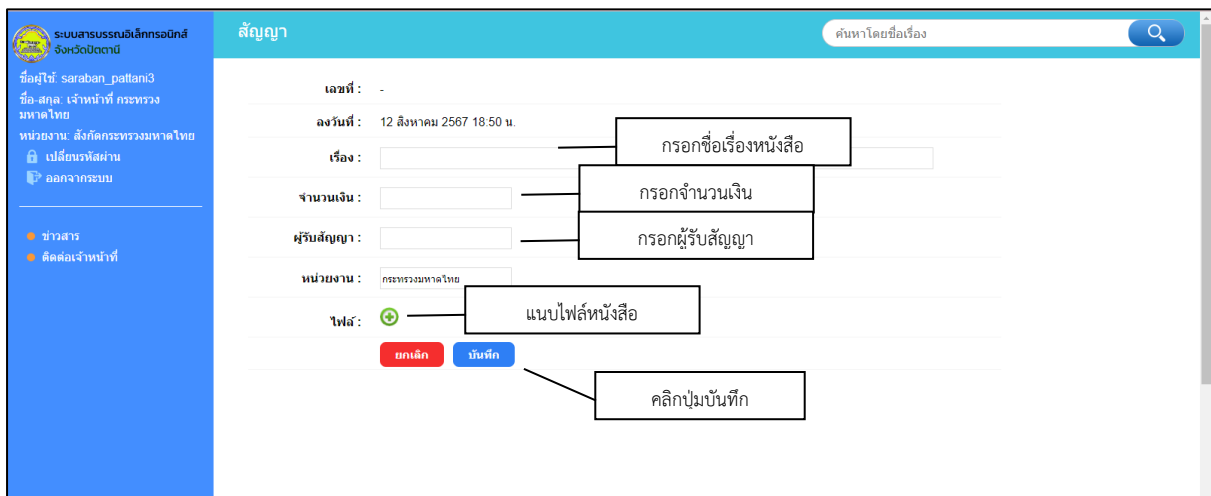 ระบบสารบรรณอิเล็กทรอนิกส์
จังหวัดปัตตานี
สัญญา
ค้นหาโดยชื่อเรื่อง
ชื่อผู้ใช้: saraban_pattani3
ชื่อ-สกุล: เจ้าหน้าที่ กระทรวง
มหาดไทย
หน่วยงาน: สังกัดกระทรวงมหาดไทย
เปลี่ยนรหัสผ่าน
ออกจากระบบ
ข่าวสาร
ติดต่อเจ้าหน้าที่
เลขที่ : -
ลงวันที่ : 12 สิงหาคม 2567 18:50 น.
เรื่อง :
กรอกชื่อเรื่องหนังสือ
จำนวนเงิน :
กรอกจำนวนเงิน
ผู้รับสัญญา :
กรอกผู้รับสัญญา
หน่วยงาน : กระทรวงมหาดไทย
ไฟล์ :
แนบไฟล์หนังสือ
ยกเลิก บันทึก
คลิกปุ่มบันทึก